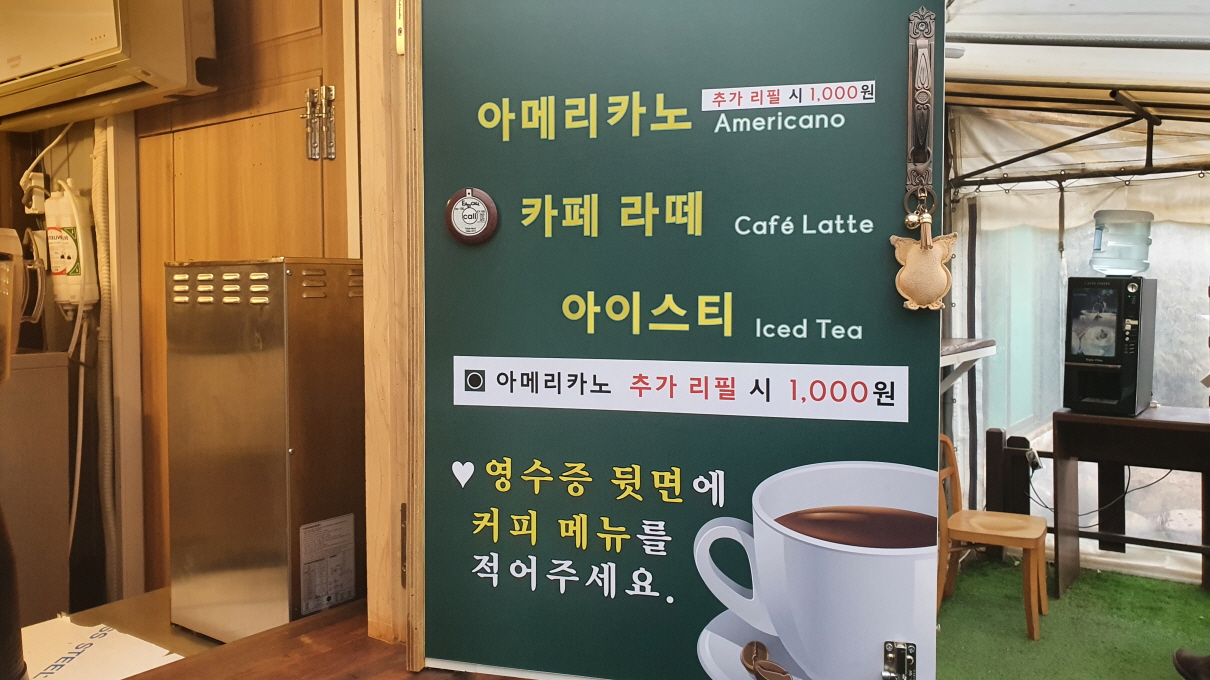 아메리카노
추가 리필 시 1,000원
Americano
call
카페 라떼
Café Latte
아이스티
Iced Tea
아메리카노 추가 리필 시 1,000원
♥영수증 뒷면에
커피 메뉴를
적어주세요.
SS STEEL